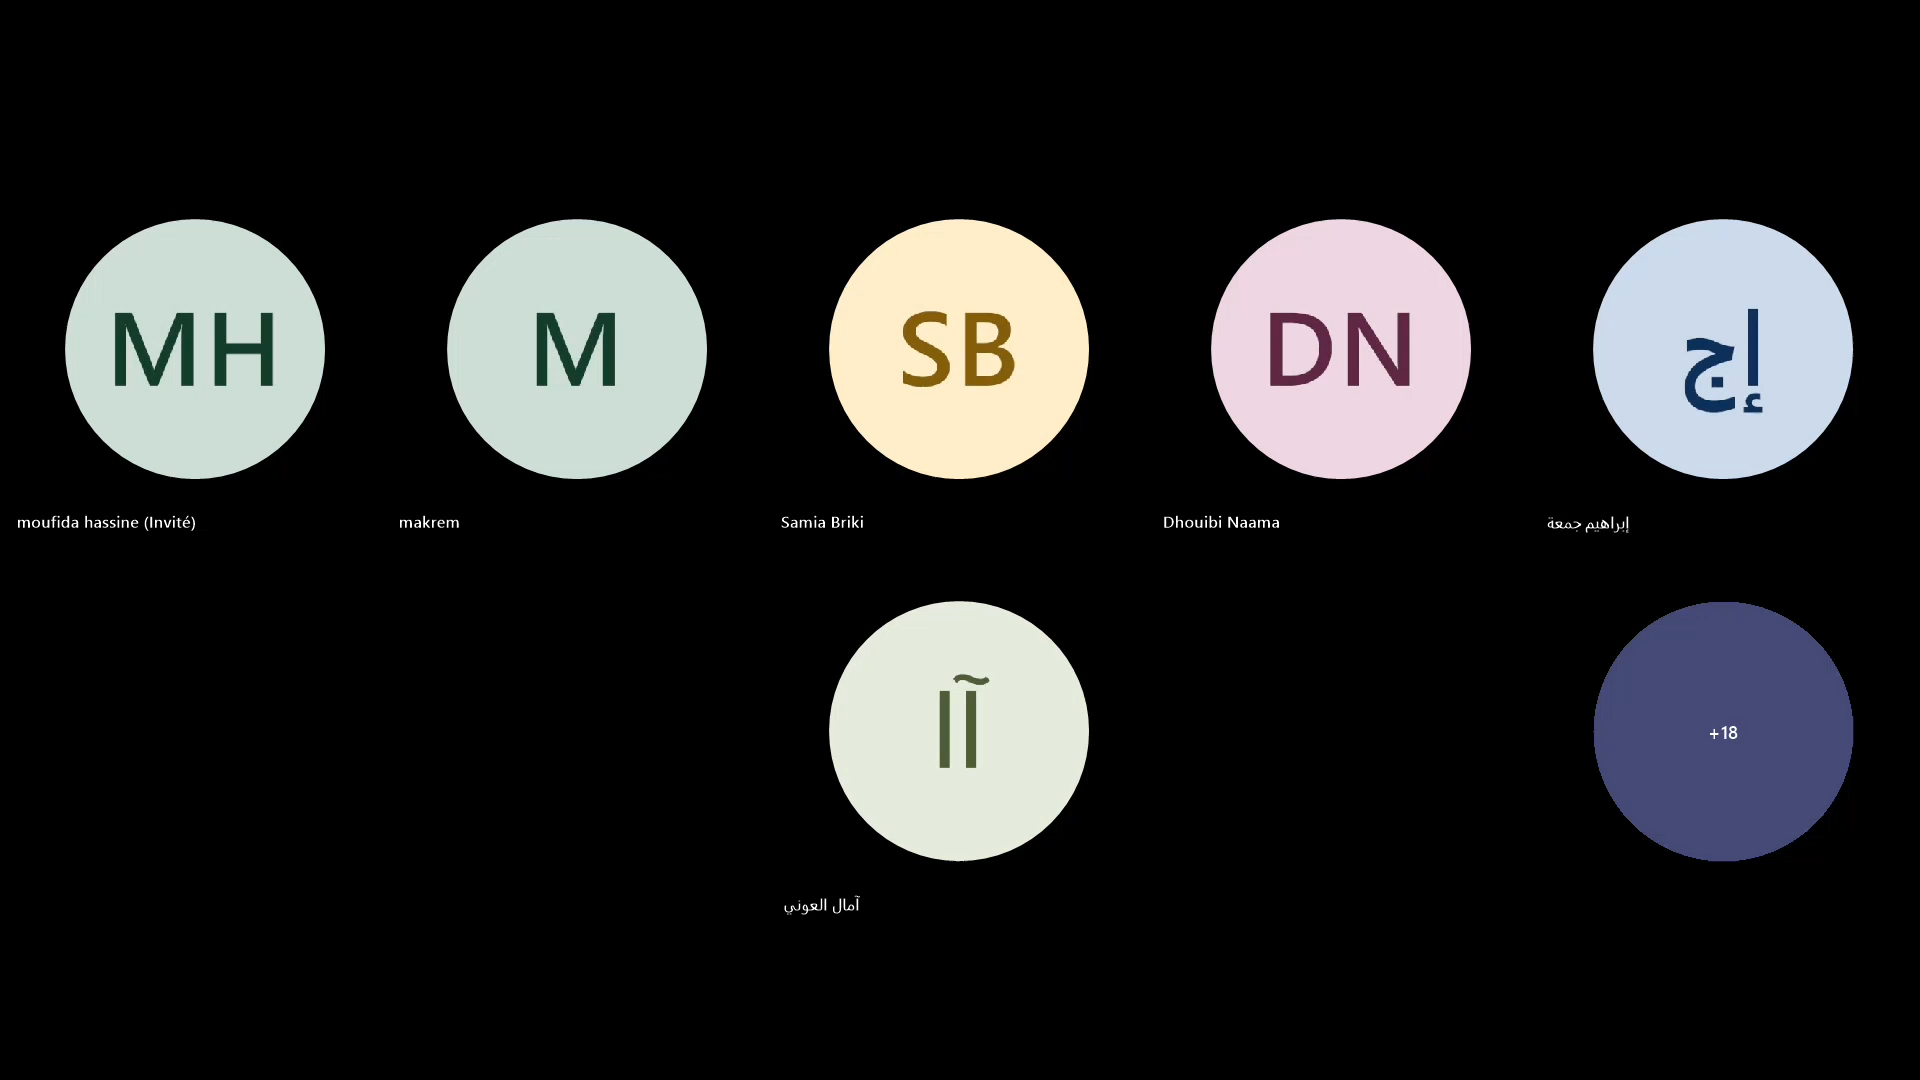 MH
M
SB
DN
إج
moufida hassine (Invité)
makrem
Samia Briki
Dhouibi Naama
إبراهيم جمعة
آا
+18
آمال العوني